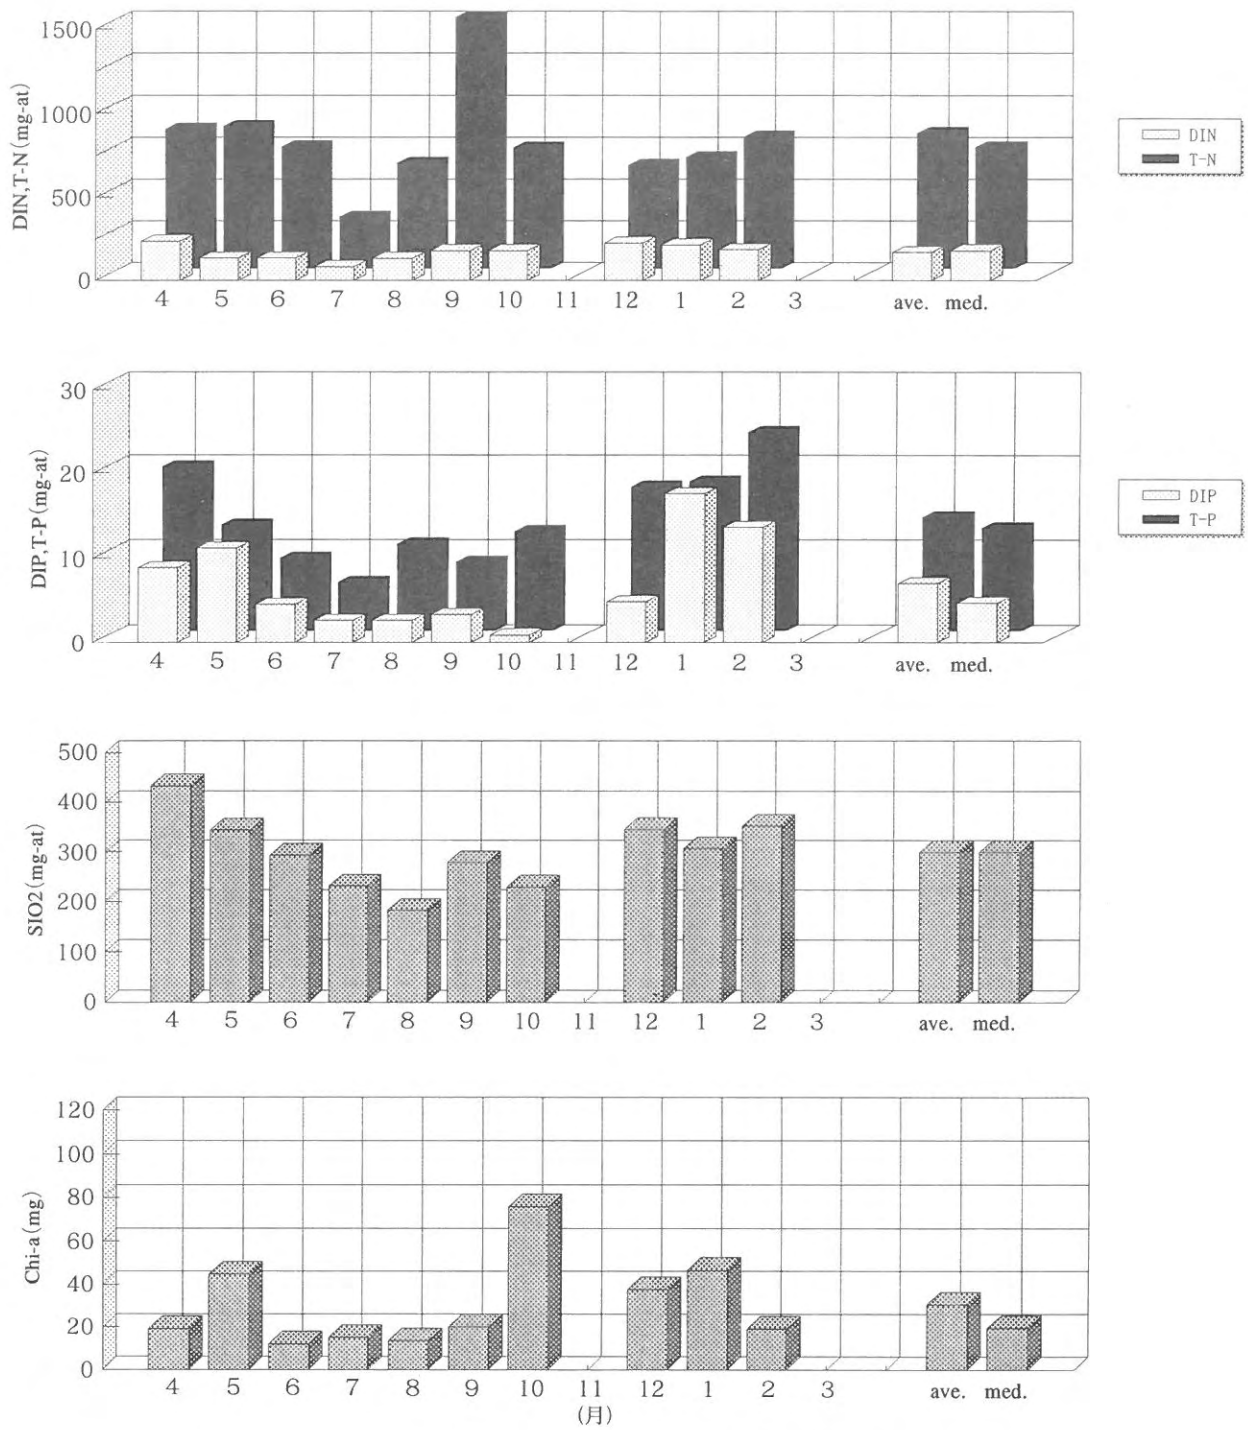 DIN,T-N(mg-at)
1500
1000
500
0
4 5 6 7 8 9 10 11 12 1 2 3 ave. med.
DIN
T-N
DIP,T-P(mg-at)
30
20
10
0
4 5 6 7 8 9 10 11 12 1 2 3 ave. med.
DIP
T-P
SIO2(mg-at)
500
400
300
200
100
0
4 5 6 7 8 9 10 11 12 1 2 3 ave. med.
Chi-a(mg)
120
100
80
60
40
20
0
4 5 6 7 8 9 10 11 12 1 2 3 ave. med.
(月)